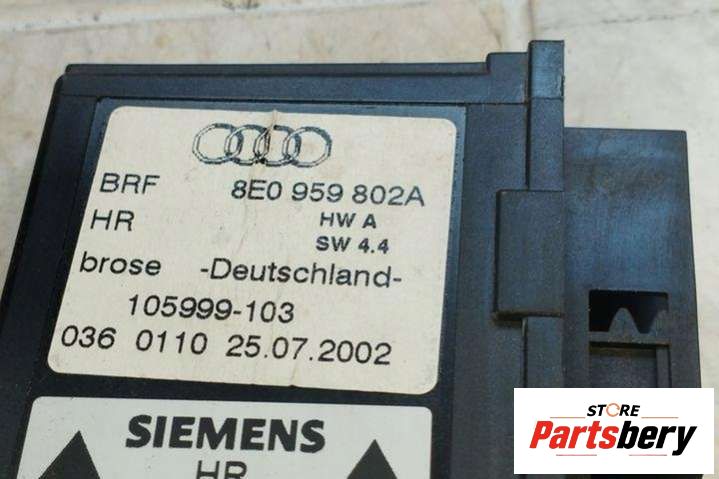 BRF 8E0 959 802A
HR HW A
SW 4.4
brose -Deutschland-
105999-103
036 0110 25.07.2002
SIEMENS
HR
STORE
Partsbery